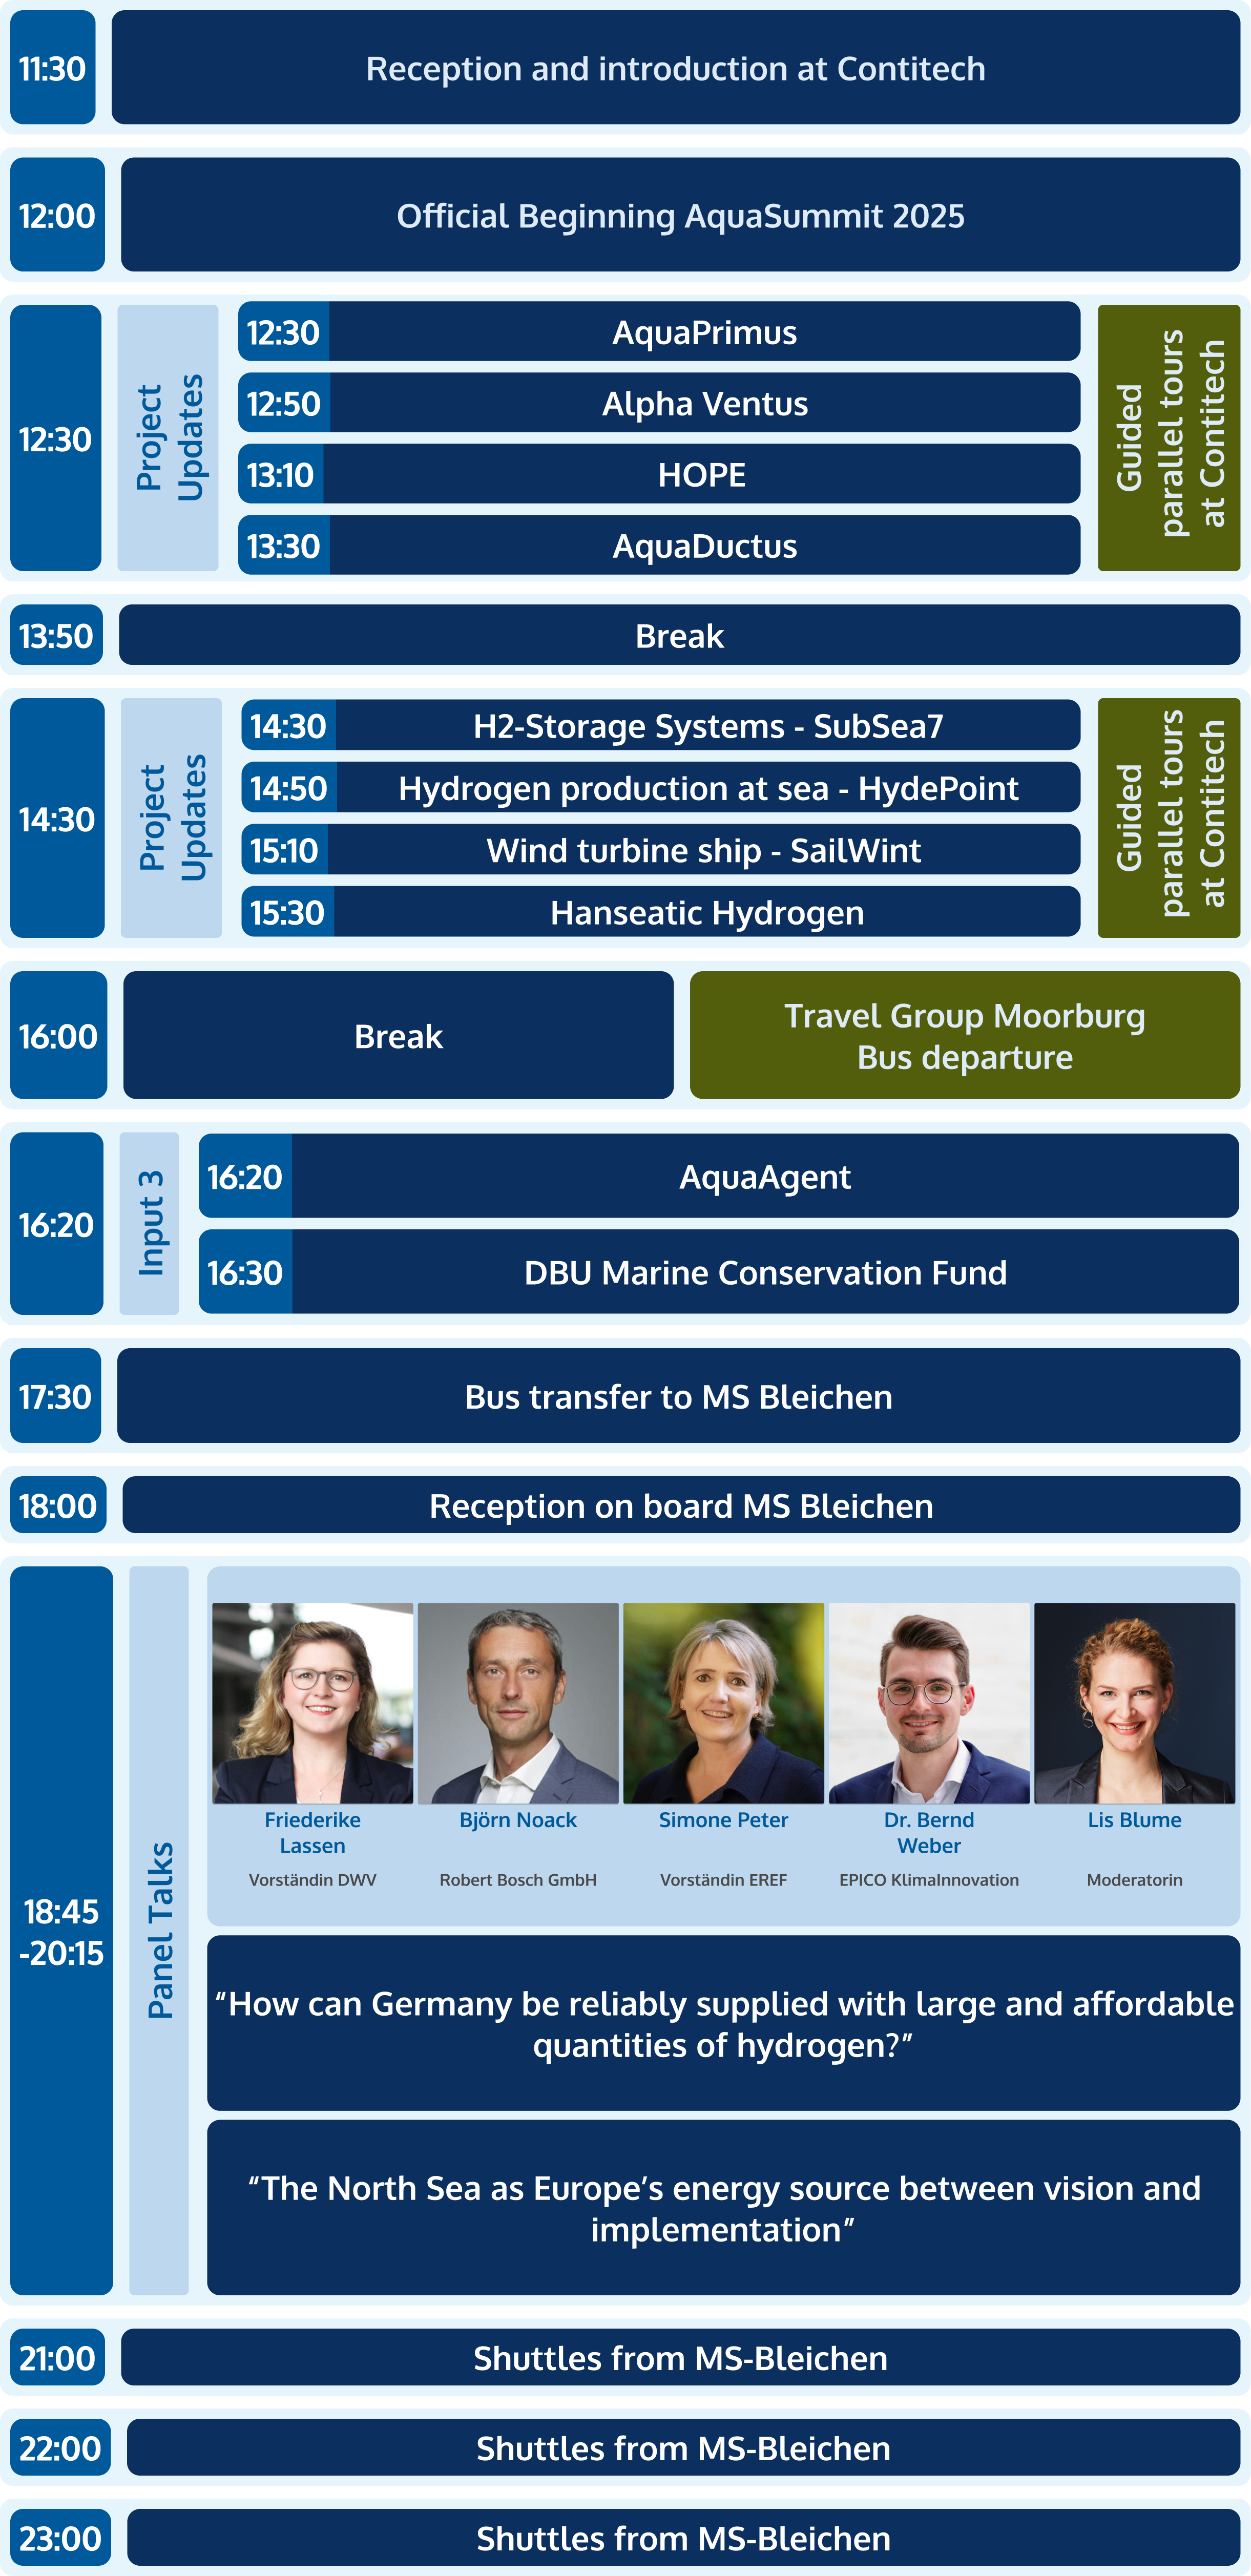 11:30
Reception and introduction at Contitech
12:00
Official Beginning AquaSummit 2025
12:30
Project
Updates
12:30
AquaPrimus
12:50
Alpha Ventus
13:10
HOPE
13:30
AquaDuctus
Guided
parallel tours
at Contitech
13:50
Break
14:30
Project
Updates
14:30
H2-Storage Systems - SubSea7
14:50
Hydrogen production at sea - HydePoint
15:10
Wind turbine ship - SailWint
15:30
Hanseatic Hydrogen
Guided
parallel tours
at Contitech
16:00
Break
Travel Group Moorburg
Bus departure
16:20
Input 3
16:20
AquaAgent
16:30
DBU Marine Conservation Fund
17:30
Bus transfer to MS Bleichen
18:00
Reception on board MS Bleichen
18:45
-20:15
Panel Talks
Friederike
Lassen
Vorständin DWV
Björn Noack
Robert Bosch GmbH
Simone Peter
Vorständin EREF
Dr. Bernd
Weber
EPICO KlimaInnovation
Lis Blume
Moderatorin
“How can Germany be reliably supplied with large and affordable
quantities of hydrogen?”
“The North Sea as Europe’s energy source between vision and
implementation”
21:00
Shuttles from MS-Bleichen
22:00
Shuttles from MS-Bleichen
23:00
Shuttles from MS-Bleichen